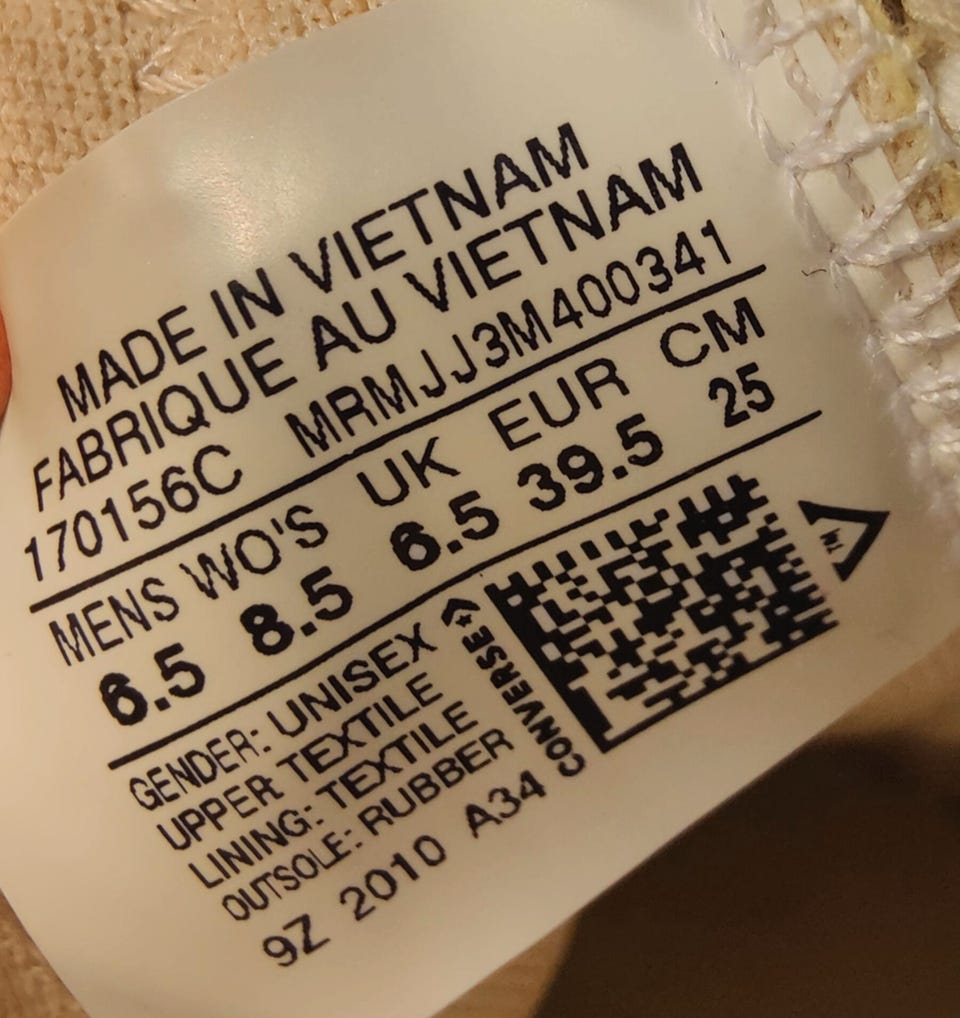 MADE IN VIETNAM
FABRIQUE AU VIETNAM
170156C MRMJJ3M400341
MENS WO'S UK EUR CM
6.5 8.5 6.5 39.5 25
GENDER: UNISEX
UPPER: TEXTILE
LINING: TEXTILE
OUTSOLE: RUBBER
9Z 2010 A34
CONVERSE
TM